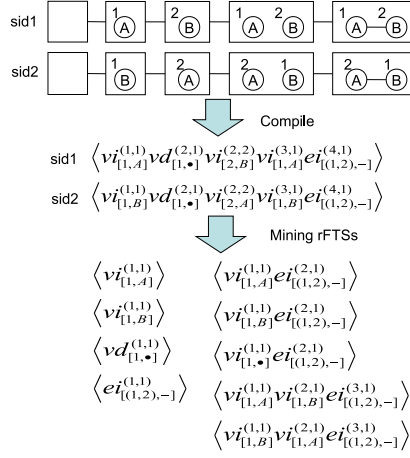 sid1 1 A 2 B 1 A 2 B 1 A 2 B
sid2 1 B 2 A 2 A 1 B 2 A 1 B
Compile
sid1 ⟨vi^{(1,1)}_{[1,A]} vd^{(2,1)}_{[1,•]} vi^{(2,2)}_{[2,B]} vi^{(3,1)}_{[1,A]} ei^{(4,1)}_{[(1,2),−]}⟩
sid2 ⟨vi^{(1,1)}_{[1,B]} vd^{(2,1)}_{[1,•]} vi^{(2,2)}_{[2,A]} vi^{(3,1)}_{[1,B]} ei^{(4,1)}_{[(1,2),−]}⟩
Mining rFTSs
⟨vi^{(1,1)}_{[1,A]}⟩ ⟨vi^{(1,1)}_{[1,A]} ei^{(2,1)}_{[(1,2),−]}⟩
⟨vi^{(1,1)}_{[1,B]}⟩ ⟨vi^{(1,1)}_{[1,B]} ei^{(2,1)}_{[(1,2),−]}⟩
⟨vd^{(1,1)}_{[1,•]}⟩ ⟨vi^{(1,1)}_{[1,•]} ei^{(2,1)}_{[(1,2),−]}⟩
⟨ei^{(1,1)}_{[(1,2),−]}⟩ ⟨vi^{(1,1)}_{[1,A]} vi^{(2,1)}_{[1,B]} ei^{(3,1)}_{[(1,2),−]}⟩
⟨vi^{(1,1)}_{[1,B]} vi^{(2,1)}_{[1,A]} ei^{(3,1)}_{[(1,2),−]}⟩